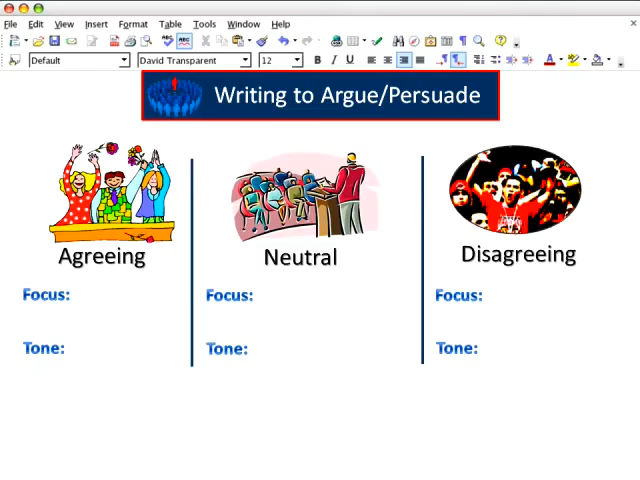 File Edit View Insert Format Table Tools Window Help
Default David Transparent 12 B I U
Writing to Argue/Persuade
Agreeing Neutral Disagreeing
Focus: Focus: Focus:
Tone: Tone: Tone: